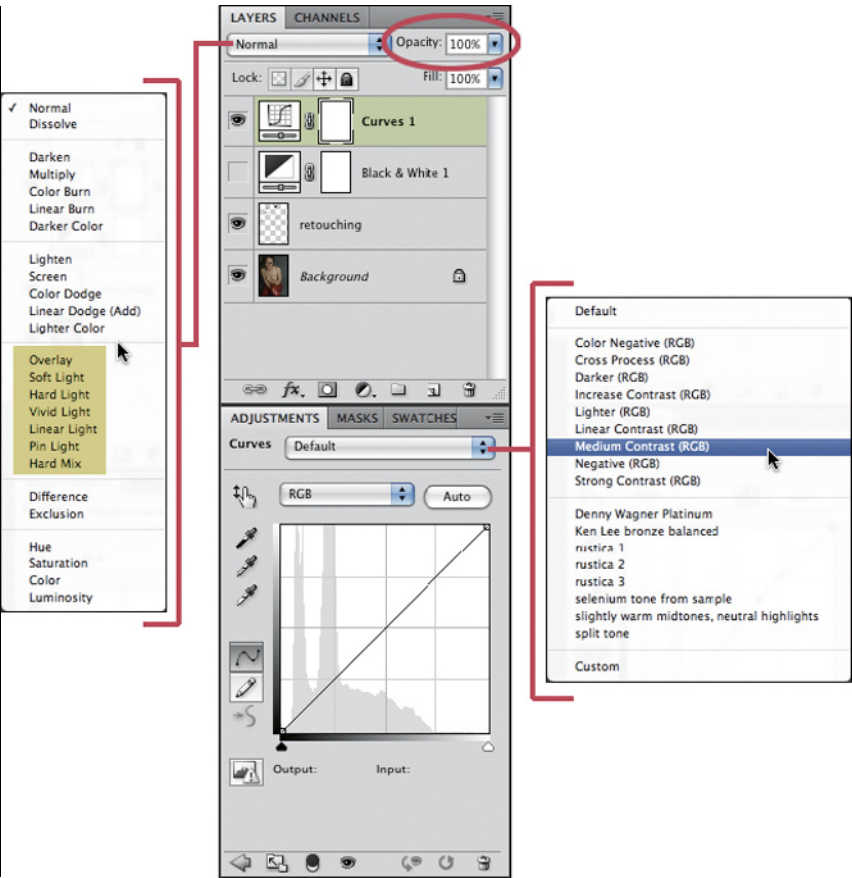 LAYERS CHANNELS
Normal Opacity: 100%
Lock: Fill: 100%
Curves 1
Black & White 1
retouching
Background
fx.
✓ Normal
Dissolve
Darken
Multiply
Color Burn
Linear Burn
Darker Color
Lighten
Screen
Color Dodge
Linear Dodge (Add)
Lighter Color
Overlay
Soft Light
Hard Light
Vivid Light
Linear Light
Pin Light
Hard Mix
Difference
Exclusion
Hue
Saturation
Color
Luminosity
ADJUSTMENTS MASKS SWATCHES
Curves Default
RGB Auto
Output: Input:
Default
Color Negative (RGB)
Cross Process (RGB)
Darker (RGB)
Increase Contrast (RGB)
Lighter (RGB)
Linear Contrast (RGB)
Medium Contrast (RGB)
Negative (RGB)
Strong Contrast (RGB)
Denny Wagner Platinum
Ken Lee bronze balanced
rustica 1
rustica 2
rustica 3
selenium tone from sample
slightly warm midtones, neutral highlights
split tone
Custom